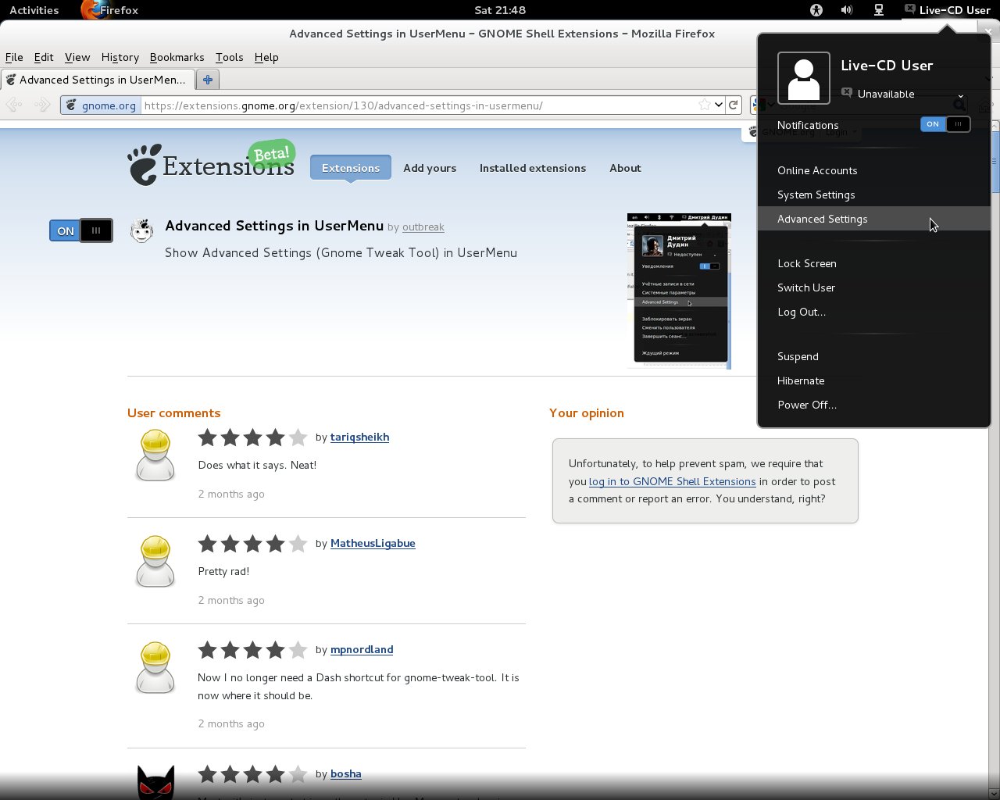 Activities
Firefox
Sat 21:48
Live-CD User
Advanced Settings in UserMenu - GNOME Shell Extensions - Mozilla Firefox
File Edit View History Bookmarks Tools Help
Advanced Settings in UserMen...
gnome.org
https://extensions.gnome.org/extension/130/advanced-settings-in-usermenu/
Live-CD User
Unavailable
Notifications
ON
Online Accounts
System Settings
Advanced Settings
Lock Screen
Switch User
Log Out...
Suspend
Hibernate
Power Off...
GNOME.org
Login
Extensions
Beta!
Extensions
Add yours
Installed extensions
About
ON
Advanced Settings in UserMenu by outbreak
Show Advanced Settings (Gnome Tweak Tool) in UserMenu
Дмитрий Дудин
Дмитрий
Дудин
Недоступен
Уведомления
Учётные записи в сети
Системные параметры
Advanced Settings
Заблокировать экран
Сменить пользователя
Завершить сеанс...
Ждущий режим
User comments
by tariqsheikh
Does what it says. Neat!
2 months ago
by MatheusLigabue
Pretty rad!
2 months ago
by mpnordland
Now I no longer need a Dash shortcut for gnome-tweak-tool. It is
now where it should be.
2 months ago
by bosha
Your opinion
Unfortunately, to help prevent spam, we require that
you log in to GNOME Shell Extensions in order to post
a comment or report an error. You understand, right?